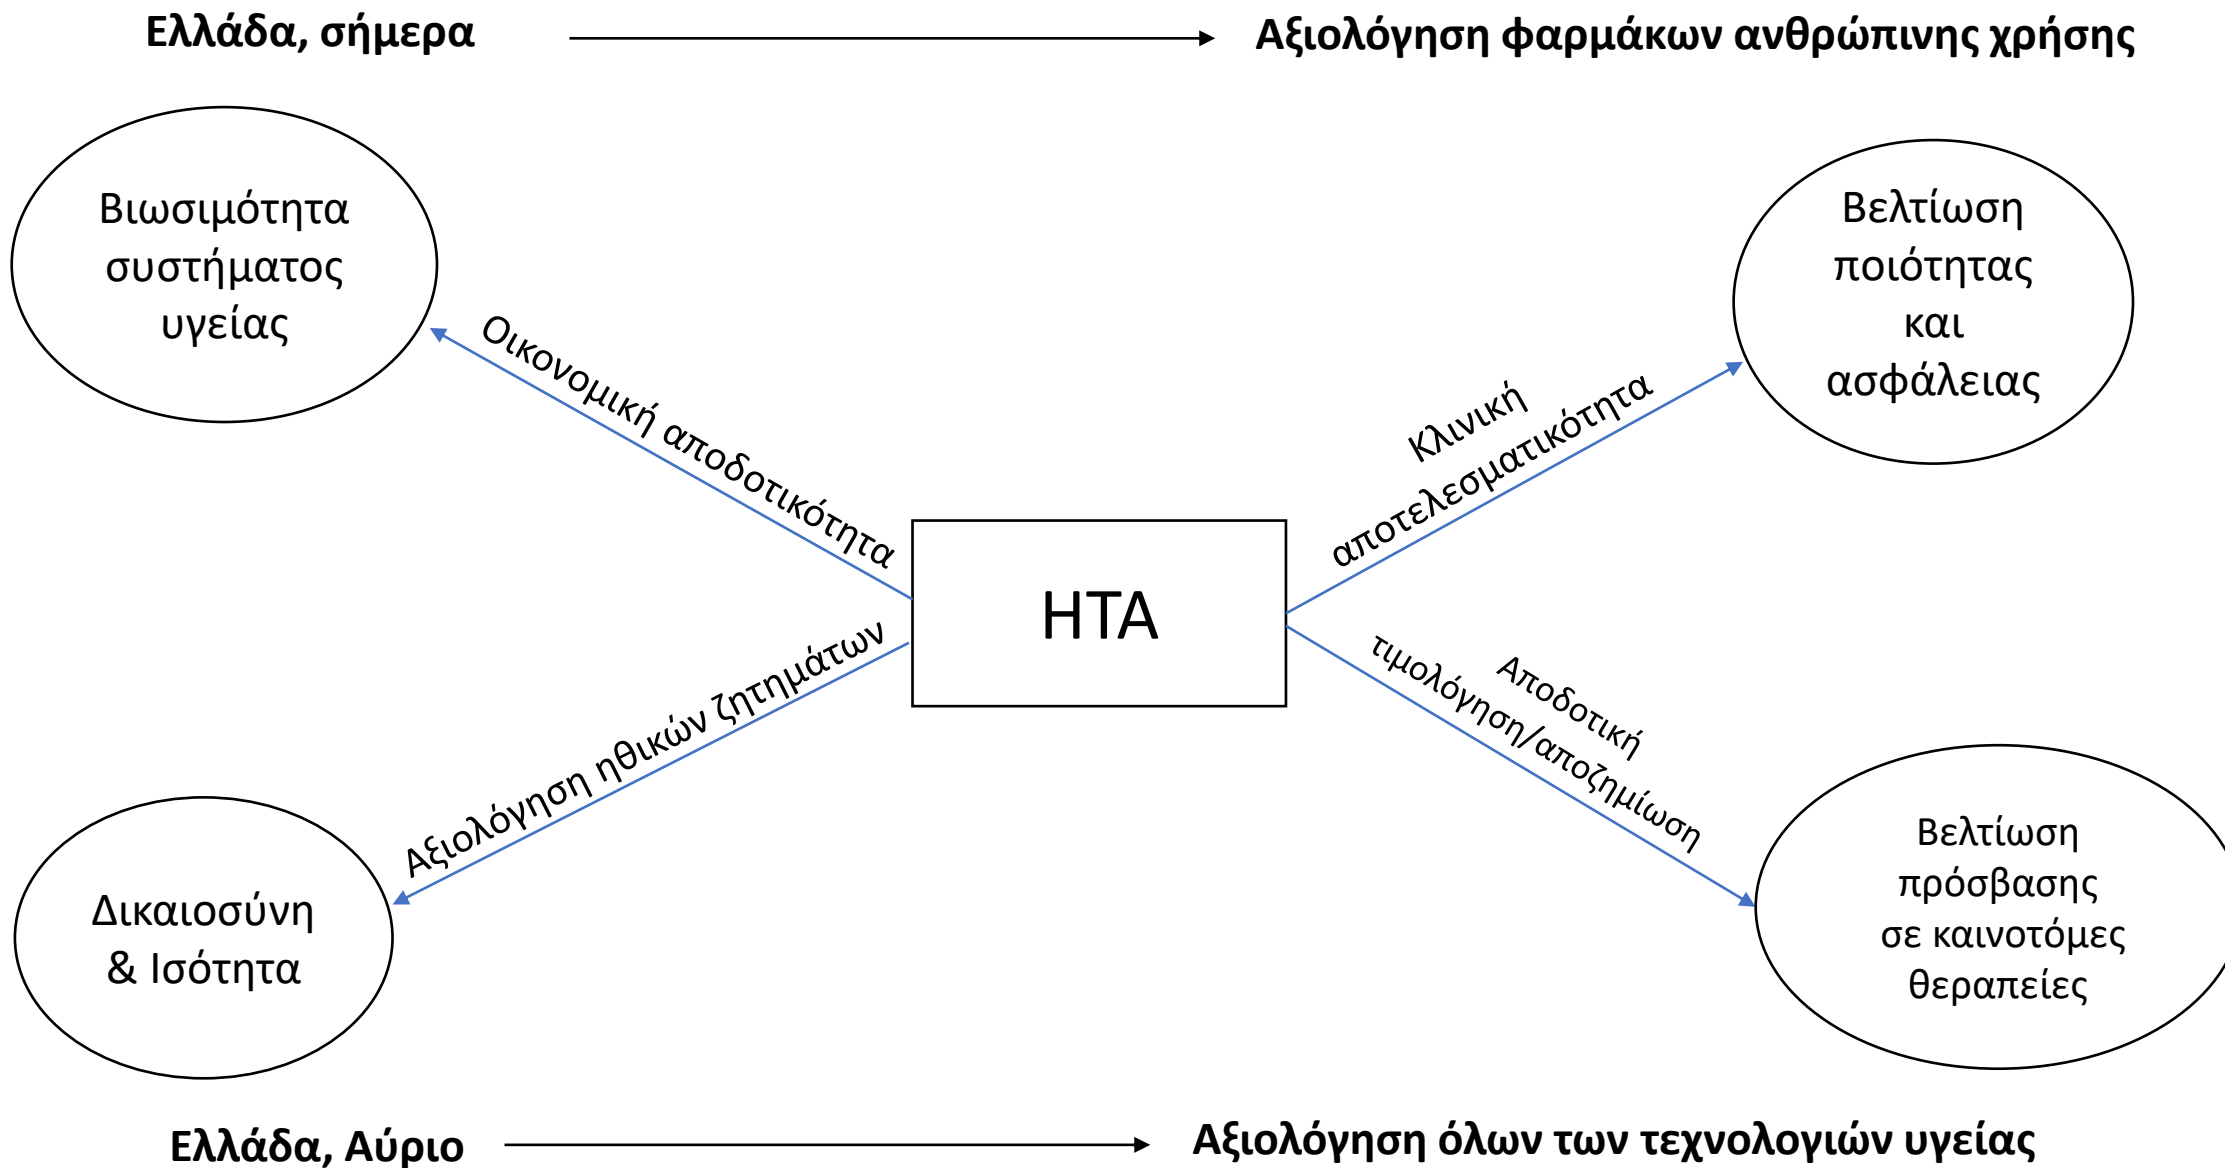 Ελλάδα, σήμερα
Αξιολόγηση φαρμάκων ανθρώπινης χρήσης
Βιωσιμότητα
συστήματος
υγείας
Βελτίωση
ποιότητας
και
ασφάλειας
Οικονομική αποδοτικότητα
Κλινική
αποτελεσματικότητα
HTA
Αξιολόγηση ηθικών ζητημάτων
Αποδοτική
τιμολόγηση/αποζημίωση
Δικαιοσύνη
& Ισότητα
Βελτίωση
πρόσβασης
σε καινοτόμες
θεραπείες
Ελλάδα, Αύριο
Αξιολόγηση όλων των τεχνολογιών υγείας